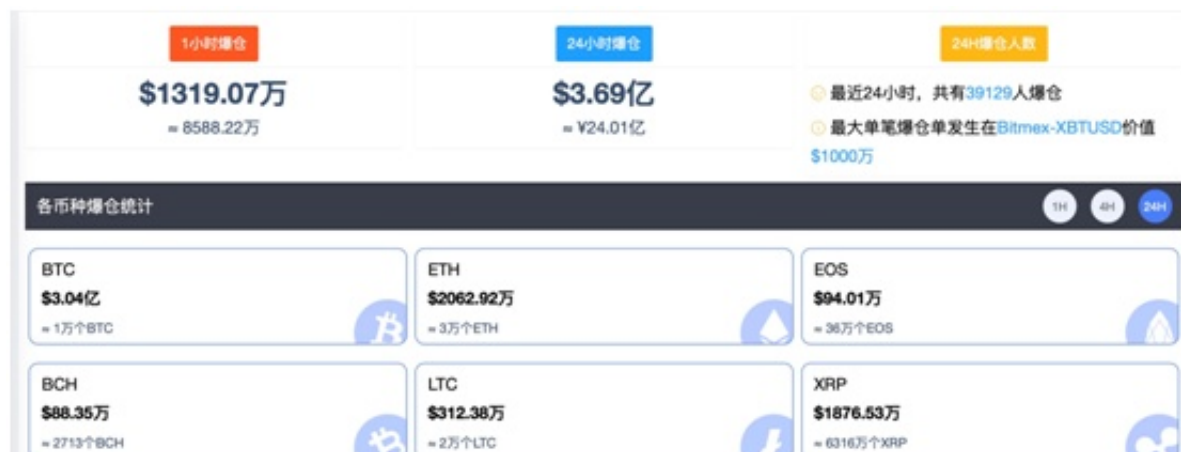 1小时爆仓
$1319.07万
≈ 8588.22万
24小时爆仓
$3.69亿
≈ ¥24.01亿
24H爆仓人数
最近24小时，共有39129人爆仓
最大单笔爆仓单发生在Bitmex-XBTUSD价值
$1000万
各币种爆仓统计
1H
4H
24H
BTC
$3.04亿
≈ 1万个BTC
ETH
$2062.92万
≈ 3万个ETH
EOS
$94.01万
≈ 36万个EOS
BCH
$88.35万
≈ 2713个BCH
LTC
$312.38万
≈ 2万个LTC
XRP
$1876.53万
≈ 6316万个XRP